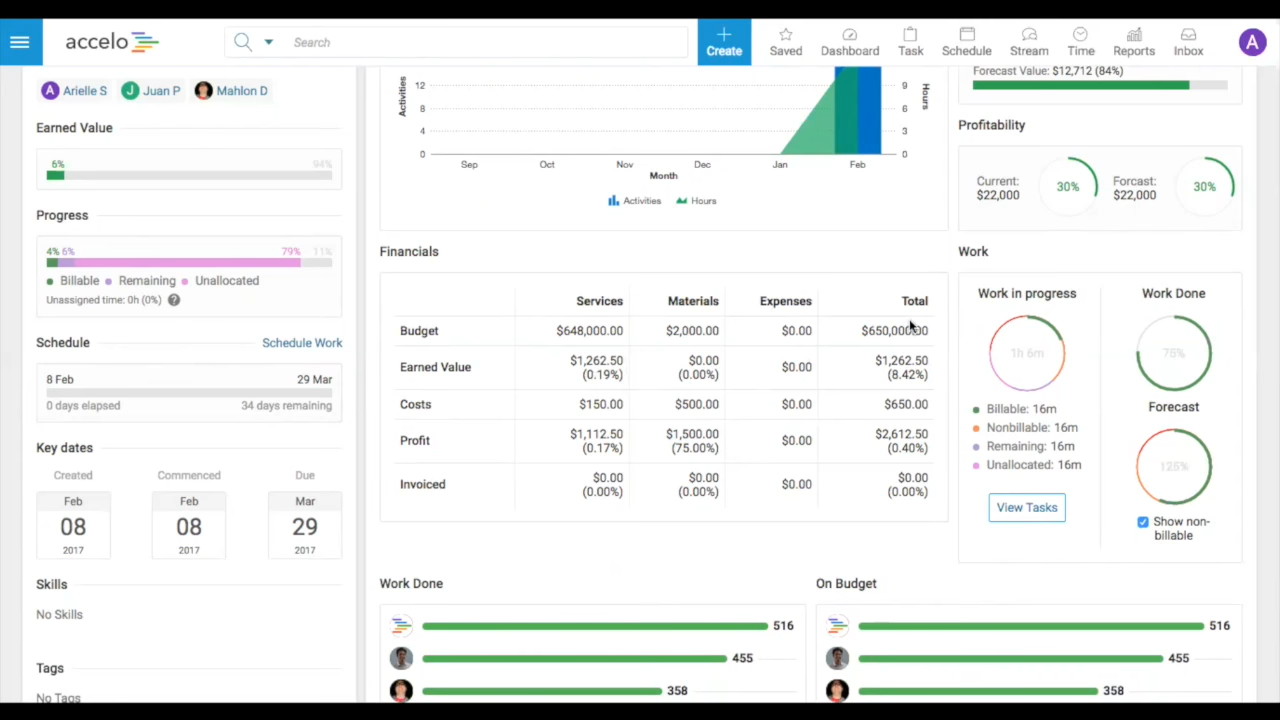 accelo
Search
Create
Saved
Dashboard
Task
Schedule
Stream
Time
Reports
Inbox
A
A Arielle S
J Juan P
Mahlon D
Earned Value
6%
94%
Progress
4% 6%
79%
11%
Billable
Remaining
Unallocated
Unassigned time: 0h (0%) ?
Schedule
Schedule Work
8 Feb
29 Mar
0 days elapsed
34 days remaining
Key dates
Created
Commenced
Due
Feb
Feb
Mar
08
08
29
2017
2017
2017
Skills
No Skills
Tags
No Tags
Activities
12
8
4
0
9
6
3
0
Hours
Sep
Oct
Nov
Dec
Jan
Feb
Month
Activities
Hours
Financials
Services Materials Expenses Total
Budget $648,000.00 $2,000.00 $0.00 $650,000.00
Earned Value $1,262.50 (0.19%) $0.00 (0.00%) $0.00 $1,262.50 (8.42%)
Costs $150.00 $500.00 $0.00 $650.00
Profit $1,112.50 (0.17%) $1,500.00 (75.00%) $0.00 $2,612.50 (0.40%)
Invoiced $0.00 (0.00%) $0.00 (0.00%) $0.00 $0.00 (0.00%)
Forecast Value: $12,712 (84%)
Profitability
Current:
$22,000
30%
Forcast:
$22,000
30%
Work
Work in progress
1h 6m
Billable: 16m
Nonbillable: 16m
Remaining: 16m
Unallocated: 16m
View Tasks
Work Done
75%
Forecast
125%
Show non-
billable
Work Done
516
455
358
On Budget
516
455
358